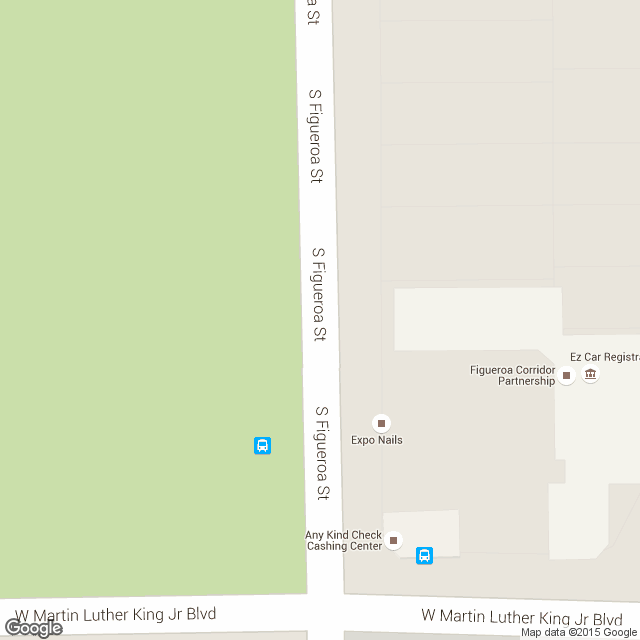 a St
S Figueroa St
S Figueroa St
Ez Car Registra
Figueroa Corridor
Partnership
S Figueroa St
Expo Nails
Any Kind Check
Cashing Center
W Martin Luther King Jr Blvd
W Martin Luther King Jr Blvd
Google
Map data ©2015 Google